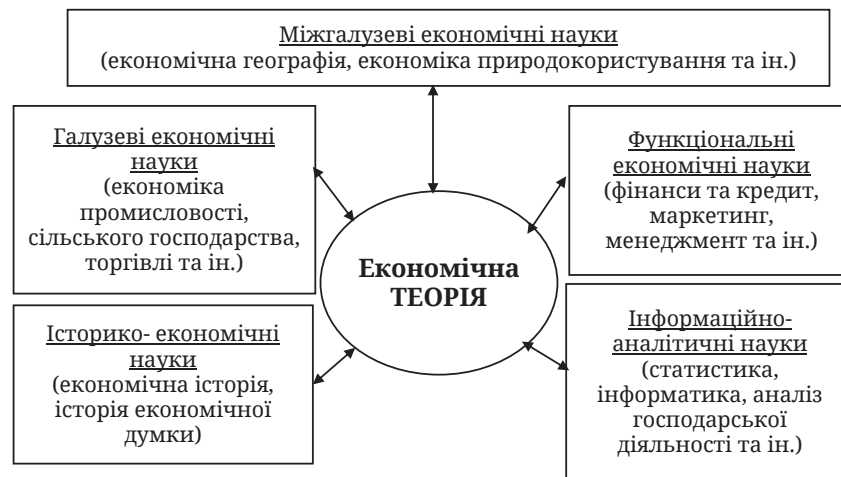 Міжгалузеві економічні науки
(економічна географія, економіка природокористування та ін.)
Галузеві економічні
науки
(економіка
промисловості,
сільського господарства,
торгівлі та ін.)
Функціональні
економічні науки
(фінанси та кредит,
маркетинг,
менеджмент та ін.)
Економічна
ТЕОРІЯ
Історико- економічні
науки
(економічна історія,
історія економічної
думки)
Інформаційно-
аналітичні науки
(статистика,
інформатика, аналіз
господарської
діяльності та ін.)